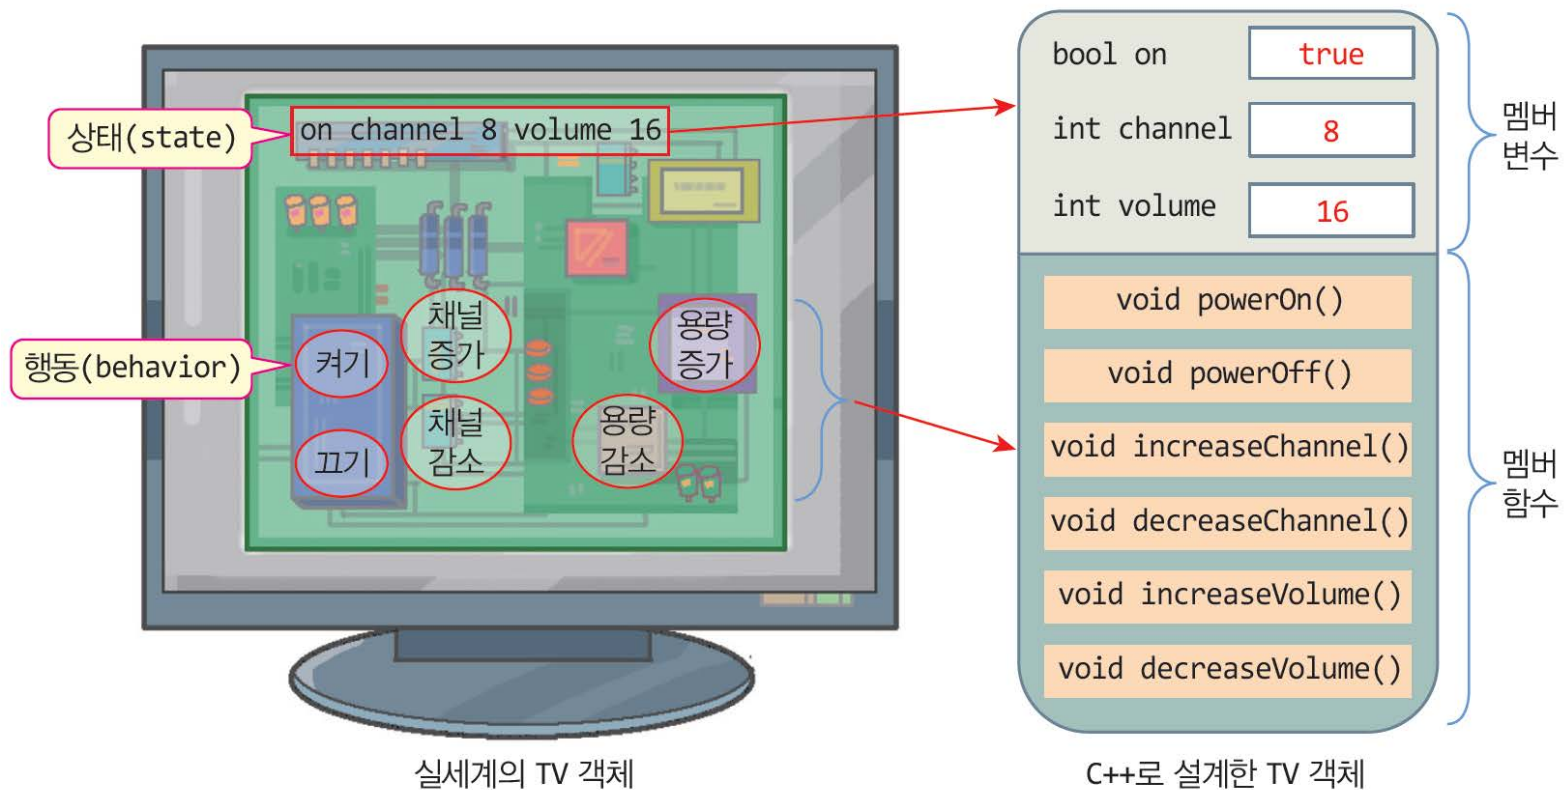 상태(state)
on channel 8 volume 16
행동(behavior)
켜기
끄기
채널
증가
채널
감소
용량
증가
용량
감소
실세계의 TV 객체
bool on
true
int channel
8
int volume
16
멤버
변수
void powerOn()
void powerOff()
void increaseChannel()
void decreaseChannel()
void increaseVolume()
void decreaseVolume()
멤버
함수
C++로 설계한 TV 객체